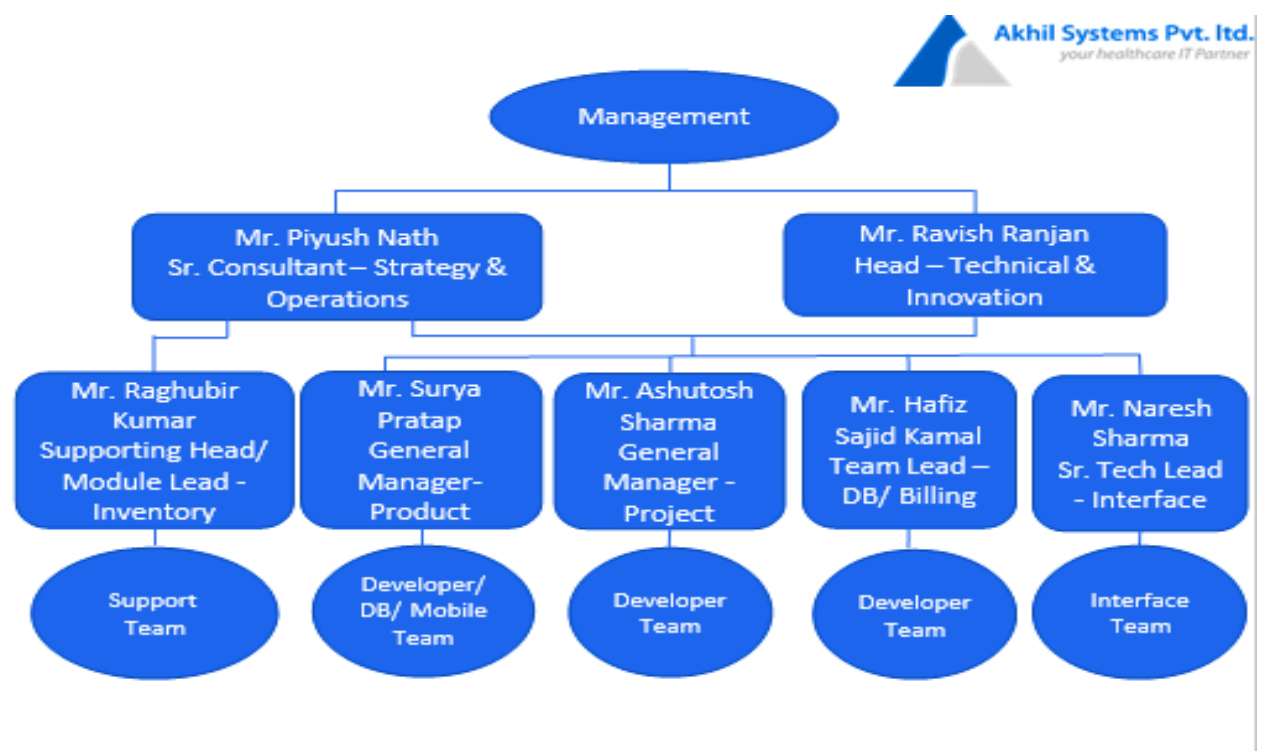 Akhil Systems Pvt. ltd.
your healthcare IT Partner
Management
Mr. Piyush Nath
Sr. Consultant – Strategy &
Operations
Mr. Ravish Ranjan
Head – Technical &
Innovation
Mr. Raghubir
Kumar
Supporting Head/
Module Lead -
Inventory
Mr. Surya
Pratap
General
Manager-
Product
Mr. Ashutosh
Sharma
General
Manager -
Project
Mr. Hafiz
Sajid Kamal
Team Lead –
DB/ Billing
Mr. Naresh
Sharma
Sr. Tech Lead
- Interface
Support
Team
Developer/
DB/ Mobile
Team
Developer
Team
Developer
Team
Interface
Team